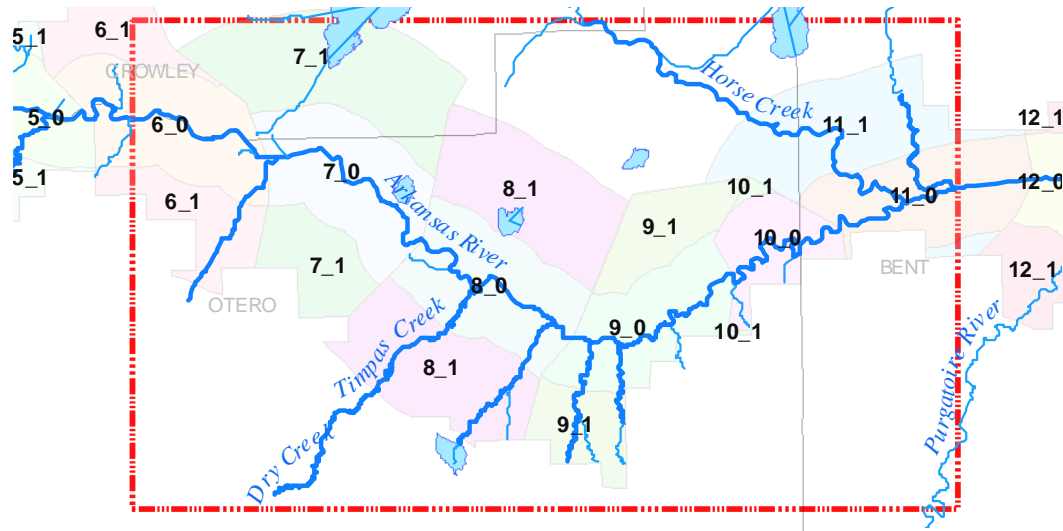 6_1
5_1
7_1
CROWLEY
Horse Creek
5_0
6_0
11_1
12_1
7_0
5_1
Arkansas River
8_1
10_1
12_0
6_1
11_0
9_1
10_0
7_1
BENT
12_1
8_0
OTERO
Timpas Creek
9_0
10_1
Purgatoire River
8_1
9_1
Dry Creek